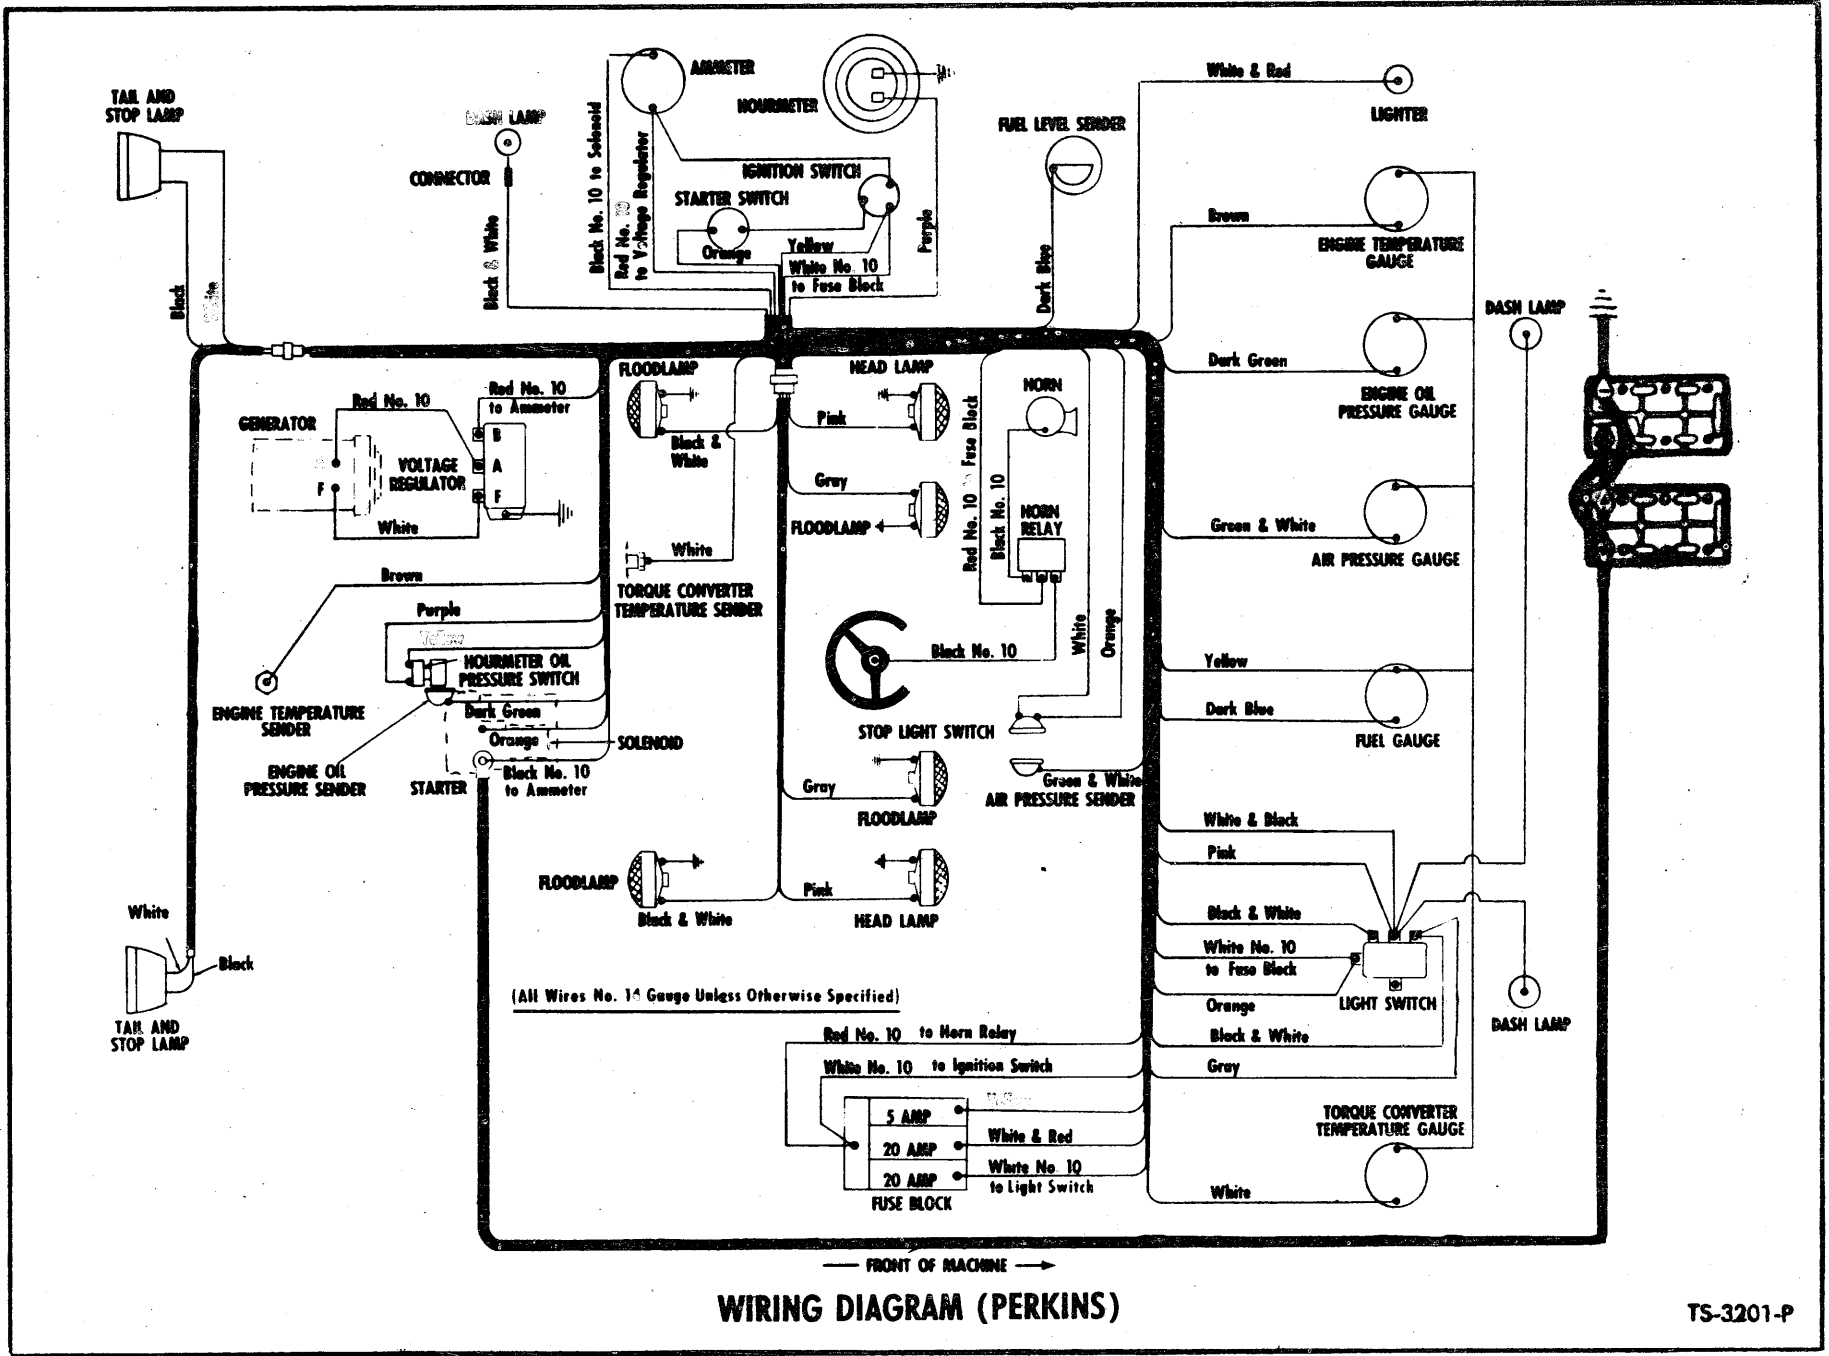 TAIL AND
STOP LAMP
DASH LAMP
CONNECTOR
AMMETER
HOURMETER
IGNITION SWITCH
STARTER SWITCH
Black No. 10 to Solenoid
Red No. 10
to Voltage Regulator
Orange
Yellow
White No. 10
to Fuse Block
Purple
FUEL LEVEL SENDER
Dark Blue
White & Red
LIGHTER
Brown
ENGINE TEMPERATURE
GAUGE
Black
White
Black & White
DASH LAMP
Dark Green
ENGINE OIL
PRESSURE GAUGE
FLOODLAMP
HEAD LAMP
HORN
Red No. 10
to Ammeter
Red No. 10
GENERATOR
F
VOLTAGE
REGULATOR
B
A
F
White
Black &
White
Pink
Gray
FLOODLAMP
Red No. 10 Fuse Block
Black No. 10
HORN
RELAY
Green & White
AIR PRESSURE GAUGE
White
TORQUE CONVERTER
TEMPERATURE SENDER
Brown
Purple
Yellow
HOURMETER OIL
PRESSURE SWITCH
Black No. 10
White
Orange
Yellow
Dark Blue
FUEL GAUGE
ENGINE TEMPERATURE
SENDER
Dark Green
Orange
SOLENOID
STOP LIGHT SWITCH
ENGINE OIL
PRESSURE SENDER
STARTER
Black No. 10
to Ammeter
Gray
FLOODLAMP
Green & White
AIR PRESSURE SENDER
White & Black
Pink
FLOODLAMP
Black & White
Pink
HEAD LAMP
Black & White
White No. 10
to Fuse Block
Orange
LIGHT SWITCH
DASH LAMP
White
Black
TAIL AND
STOP LAMP
(All Wires No. 14 Gauge Unless Otherwise Specified)
Red No. 10 to Horn Relay
White No. 10 to Ignition Switch
Black & White
Gray
5 AMP
20 AMP
20 AMP
FUSE BLOCK
White & Red
White No 10
to Light Switch
TORQUE CONVERTER
TEMPERATURE GAUGE
White
FRONT OF MACHINE
WIRING DIAGRAM (PERKINS)
TS-3201-P